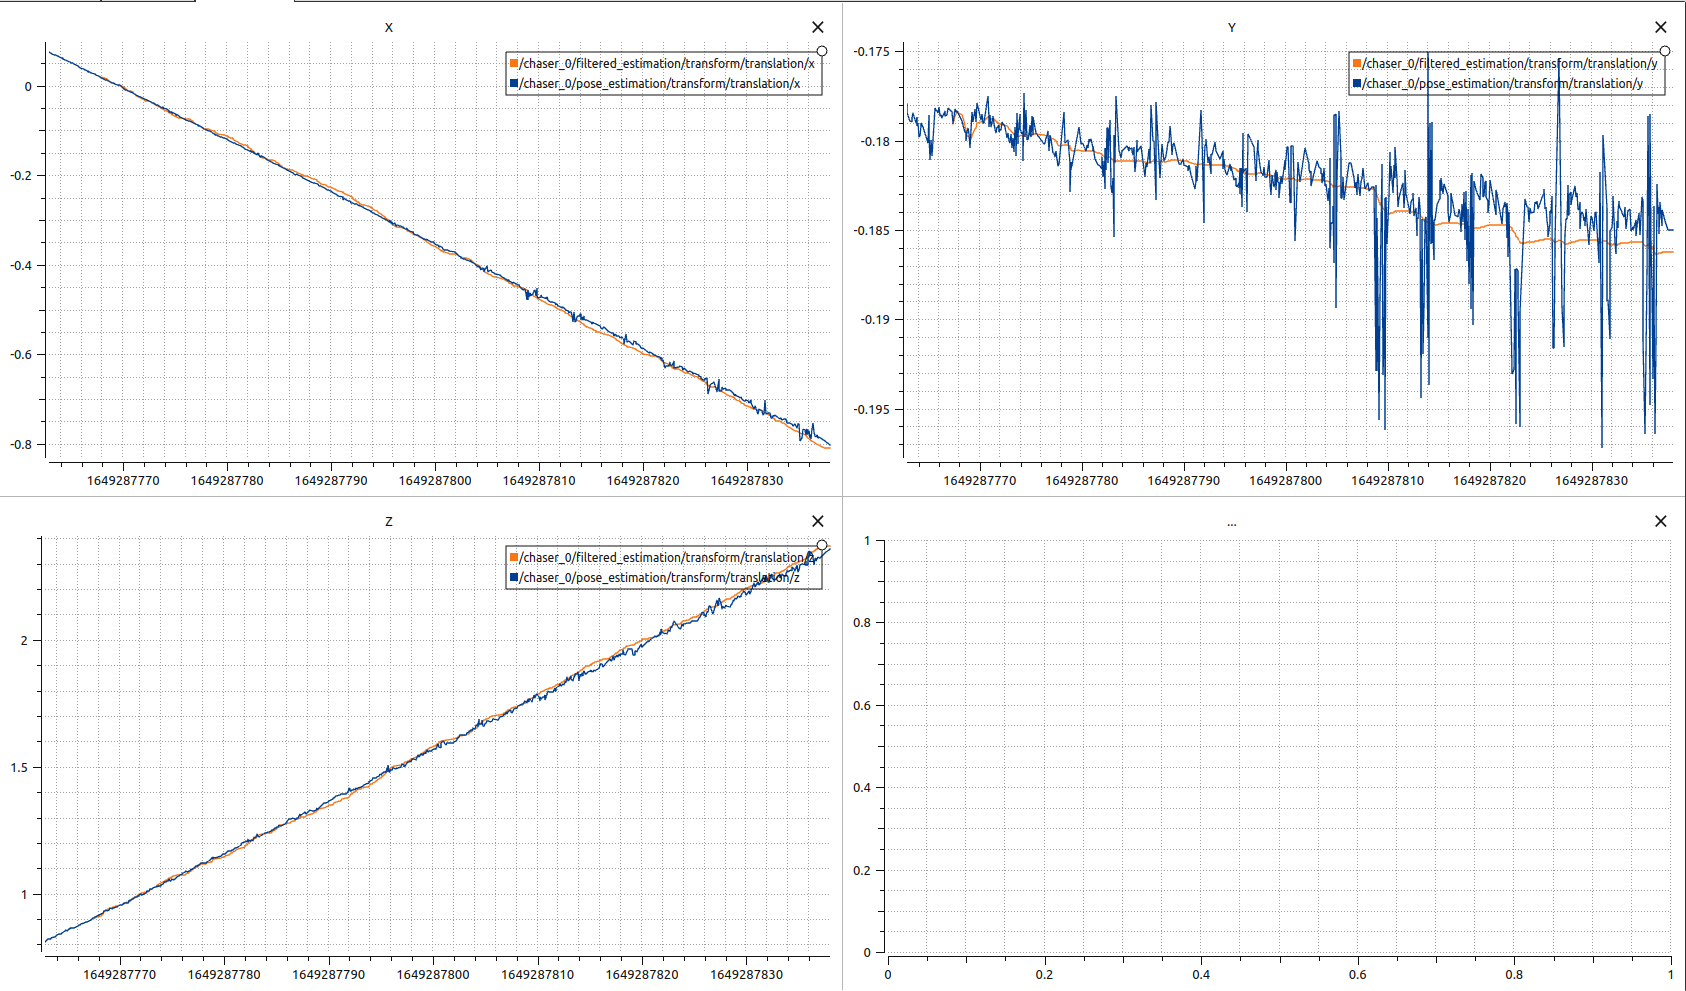 X
/chaser_0/filtered_estimation/transform/translation/x
/chaser_0/pose_estimation/transform/translation/x
0
-0.2
-0.4
-0.6
-0.8
1649287770 1649287780 1649287790 1649287800 1649287810 1649287820 1649287830
Y
/chaser_0/filtered_estimation/transform/translation/y
/chaser_0/pose_estimation/transform/translation/y
-0.175
-0.18
-0.185
-0.19
-0.195
1649287770 1649287780 1649287790 1649287800 1649287810 1649287820 1649287830
Z
/chaser_0/filtered_estimation/transform/translation/z
/chaser_0/pose_estimation/transform/translation/z
2
1.5
1
1649287770 1649287780 1649287790 1649287800 1649287810 1649287820 1649287830
...
1
0.8
0.6
0.4
0.2
0
0 0.2 0.4 0.6 0.8 1